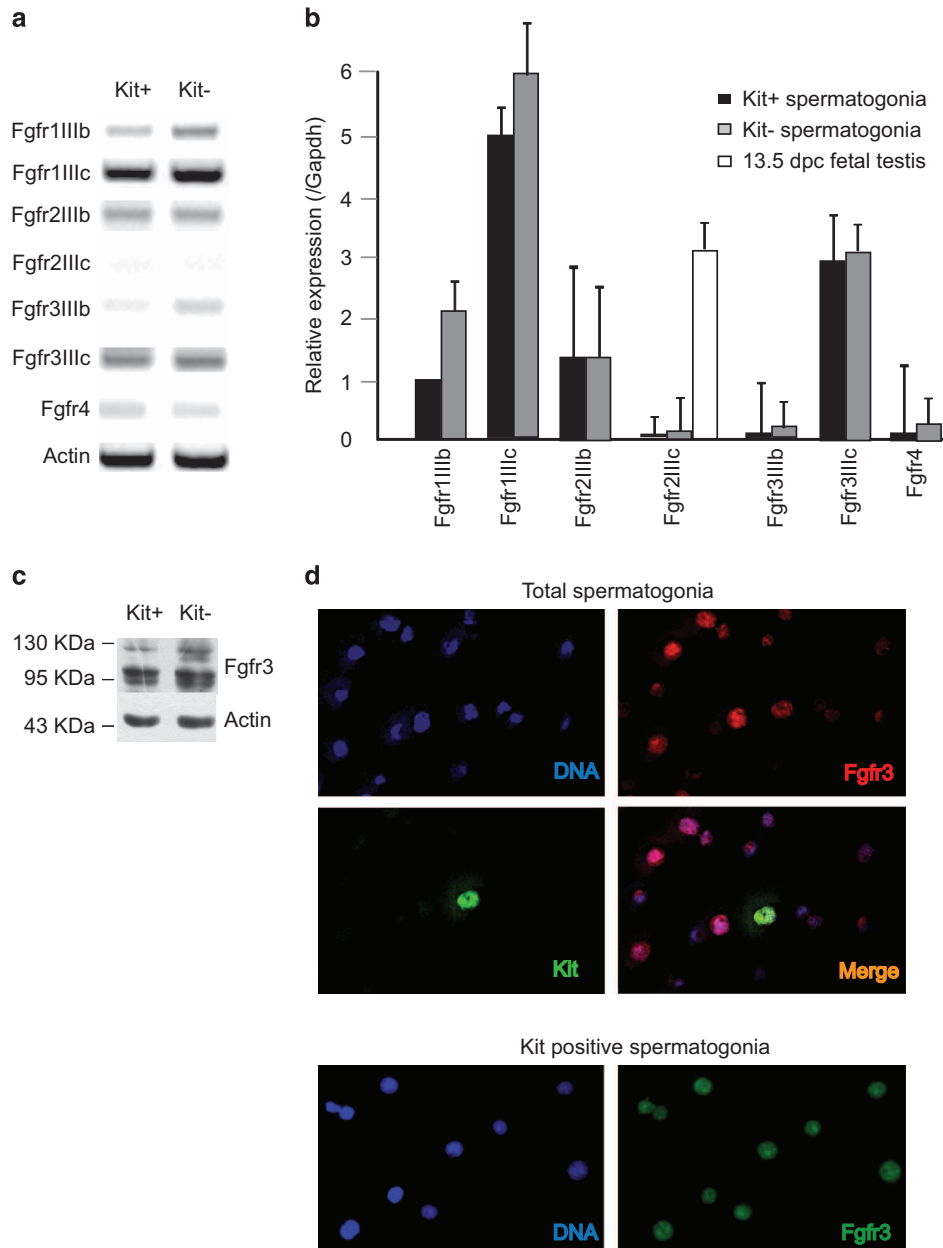 a
Kit+ Kit-
Fgfr1IIIb
Fgfr1IIIc
Fgfr2IIIb
Fgfr2IIIc
Fgfr3IIIb
Fgfr3IIIc
Fgfr4
Actin
b
Relative expression (/Gapdh)
6
5
4
3
2
1
0
Kit+ spermatogonia
Kit- spermatogonia
13.5 dpc fetal testis
Fgfr1IIIb
Fgfr1IIIc
Fgfr2IIIb
Fgfr2IIIc
Fgfr3IIIb
Fgfr3IIIc
Fgfr4
c
Kit+ Kit-
130 KDa
95 KDa
43 KDa
Fgfr3
Actin
d
Total spermatogonia
DNA
Fgfr3
Kit
Merge
Kit positive spermatogonia
DNA
Fgfr3